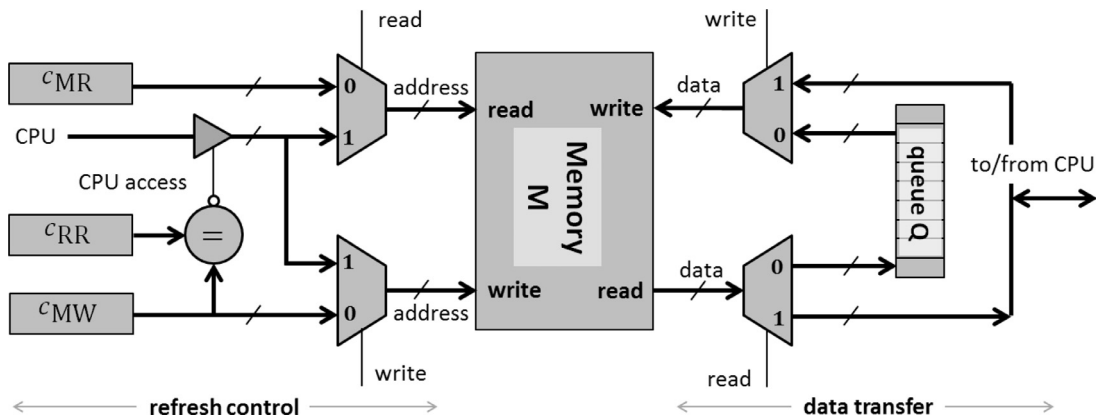 read
write
cMR
0
address
data
1
read
write
CPU
1
0
CPU access
Memory
M
queue Q
to/from CPU
cRR
=
1
data
0
cMW
0
write
read
1
address
write
read
refresh control
data transfer